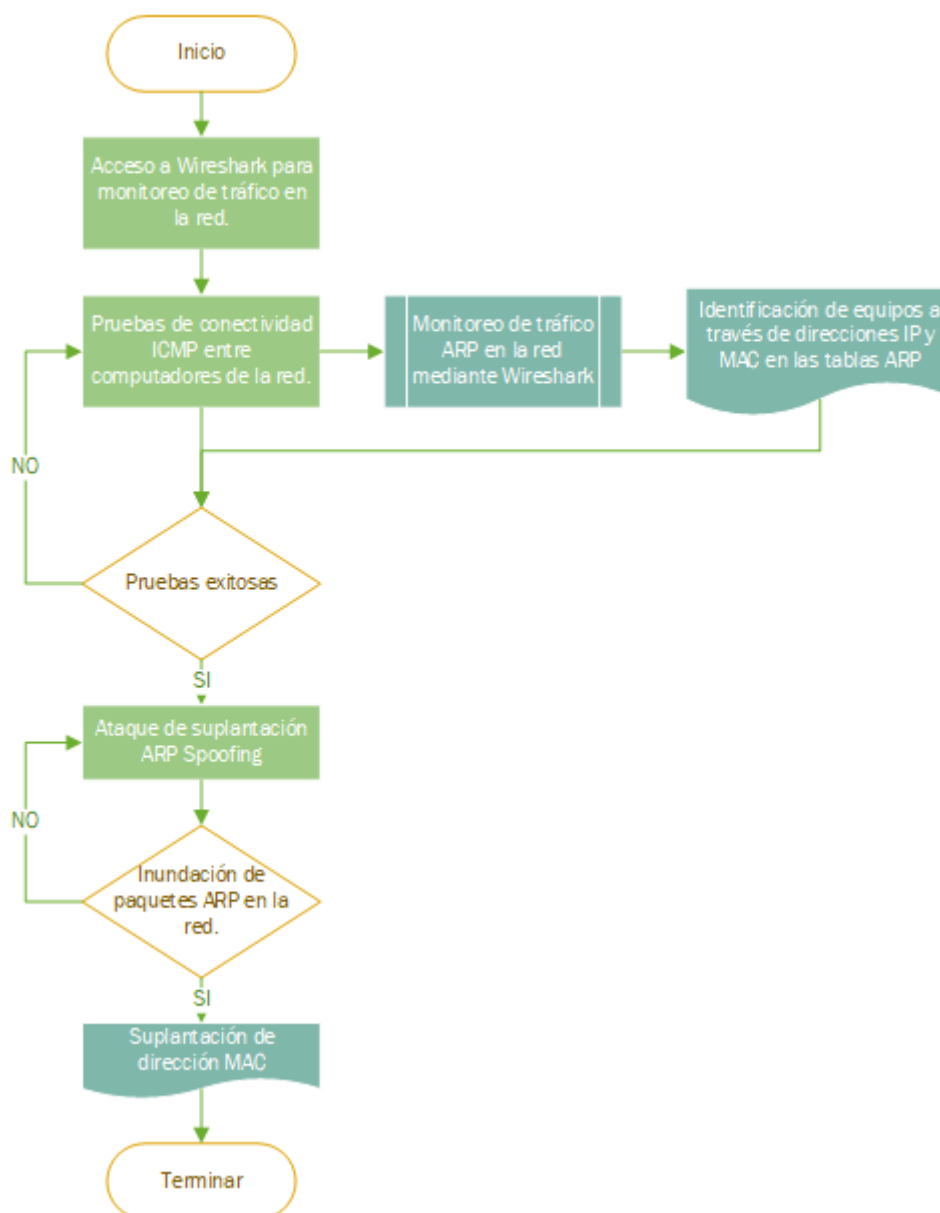 Inicio
Acceso a Wireshark para
monitoreo de tráfico en
la red.
Pruebas de conectividad
ICMP entre
computadores de la red.
Monitoreo de tráfico
ARP en la red
mediante Wireshark
Identificación de equipos a
través de direcciones IP y
MAC en las tablas ARP
NO
Pruebas exitosas
SI
Ataque de suplantación
ARP Spoofing
NO
Inundación de
paquetes ARP en la
red.
SI
Suplantación de
dirección MAC
Terminar